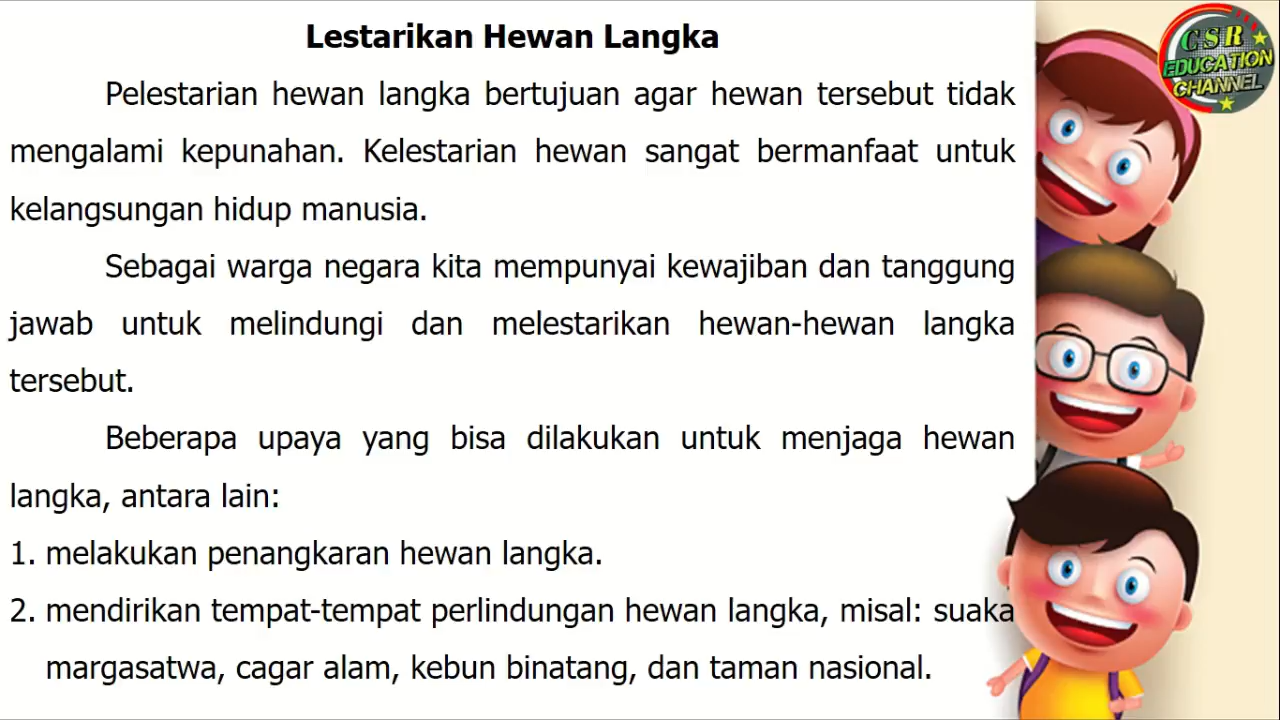 Lestarikan Hewan Langka
Pelestarian hewan langka bertujuan agar hewan tersebut tidak
mengalami kepunahan. Kelestarian hewan sangat bermanfaat untuk
kelangsungan hidup manusia.
Sebagai warga negara kita mempunyai kewajiban dan tanggung
jawab untuk melindungi dan melestarikan hewan-hewan langka
tersebut.
Beberapa upaya yang bisa dilakukan untuk menjaga hewan
langka, antara lain:
1. melakukan penangkaran hewan langka.
2. mendirikan tempat-tempat perlindungan hewan langka, misal: suaka
margasatwa, cagar alam, kebun binatang, dan taman nasional.
CSR
EDUCATION
CHANNEL